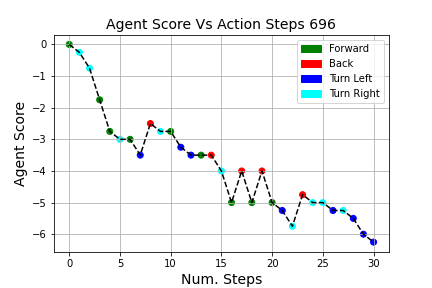 Agent Score Vs Action Steps 696
Forward
Back
Turn Left
Turn Right
Agent Score
0
−1
−2
−3
−4
−5
−6
0 5 10 15 20 25 30
Num. Steps